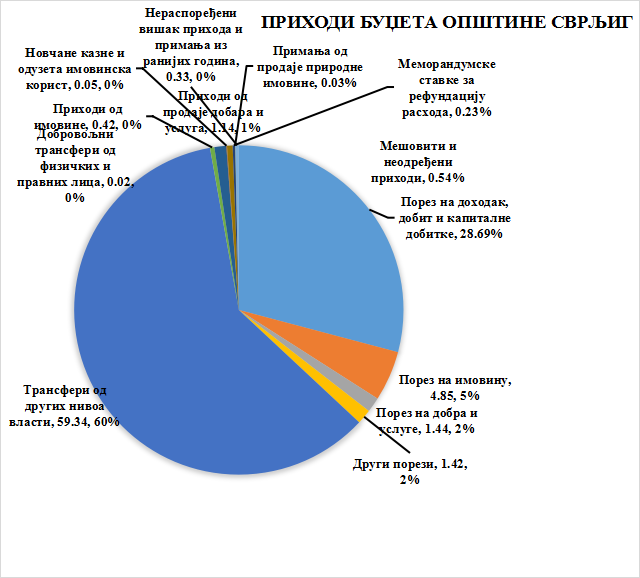 ПРИХОДИ БУЏЕТА ОПШТИНЕ СВРЉИГ
Нераспоређени
вишак прихода и
примања из
ранијих година,
0.33, 0%
Новчане казне и
одузета имовинска
корист, 0.05, 0%
Примања од
продаје природне
имовине, 0.03%
Меморандумске
ставке за
рефундацију
расхода, 0.23%
Приходи од
продаје добара и
услуга, 1.14, 1%
Приходи од
имовине, 0.42, 0%
Добровољни
трансфери од
физичких и
правних лица, 0.02,
0%
Мешовити и
неодређени
приходи, 0.54%
Порез на доходак,
добит и капиталне
добитке, 28.69%
Порез на имовину,
4.85, 5%
Порез на добра и
услуге, 1.44, 2%
Други порези, 1.42,
2%
Трансфери од
других нивоа
власти, 59.34, 60%